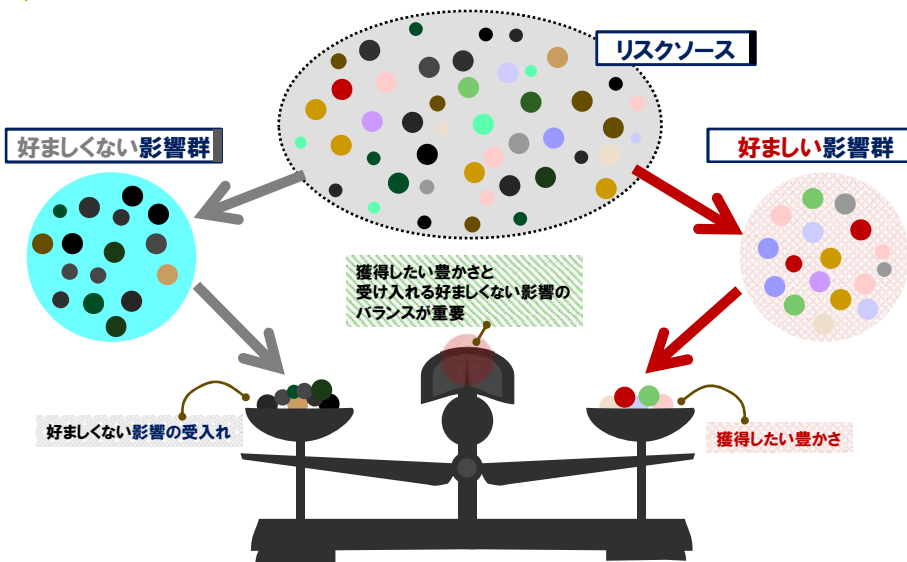 リスクソース
好ましくない影響群
好ましい影響群
獲得したい豊かさと
受け入れる好ましくない影響の
バランスが重要
好ましくない影響の受入れ
獲得したい豊かさ